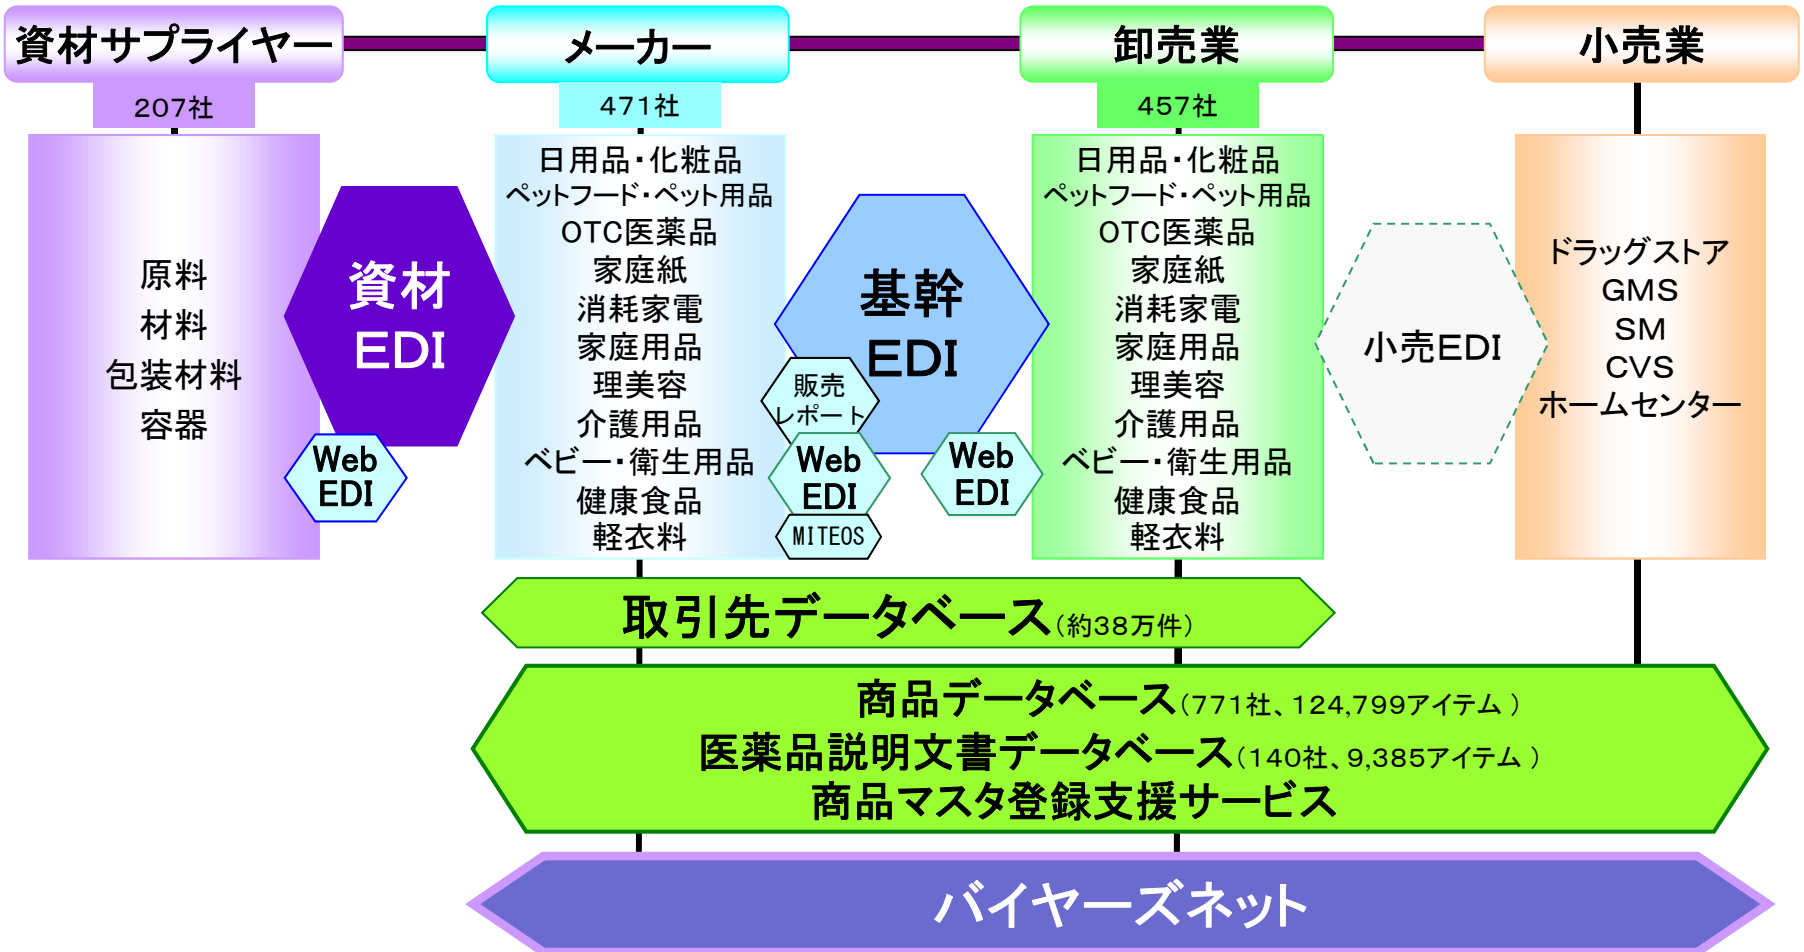 資材サプライヤー
メーカー
卸売業
小売業
207社
471社
457社
原料
材料
包装材料
容器
資材
EDI
Web
EDI
日用品・化粧品
ペットフード・ペット用品
OTC医薬品
家庭紙
消耗家電
家庭用品
理美容
介護用品
ベビー・衛生用品
健康食品
軽衣料
基幹
EDI
販売
レポート
Web
EDI
MITEOS
Web
EDI
日用品・化粧品
ペットフード・ペット用品
OTC医薬品
家庭紙
消耗家電
家庭用品
理美容
介護用品
ベビー・衛生用品
健康食品
軽衣料
小売EDI
ドラッグストア
GMS
SM
CVS
ホームセンター
取引先データベース（約38万件）
商品データベース（771社、124,799アイテム ）
医薬品説明文書データベース（140社、9,385アイテム ）
商品マスタ登録支援サービス
バイヤーズネット